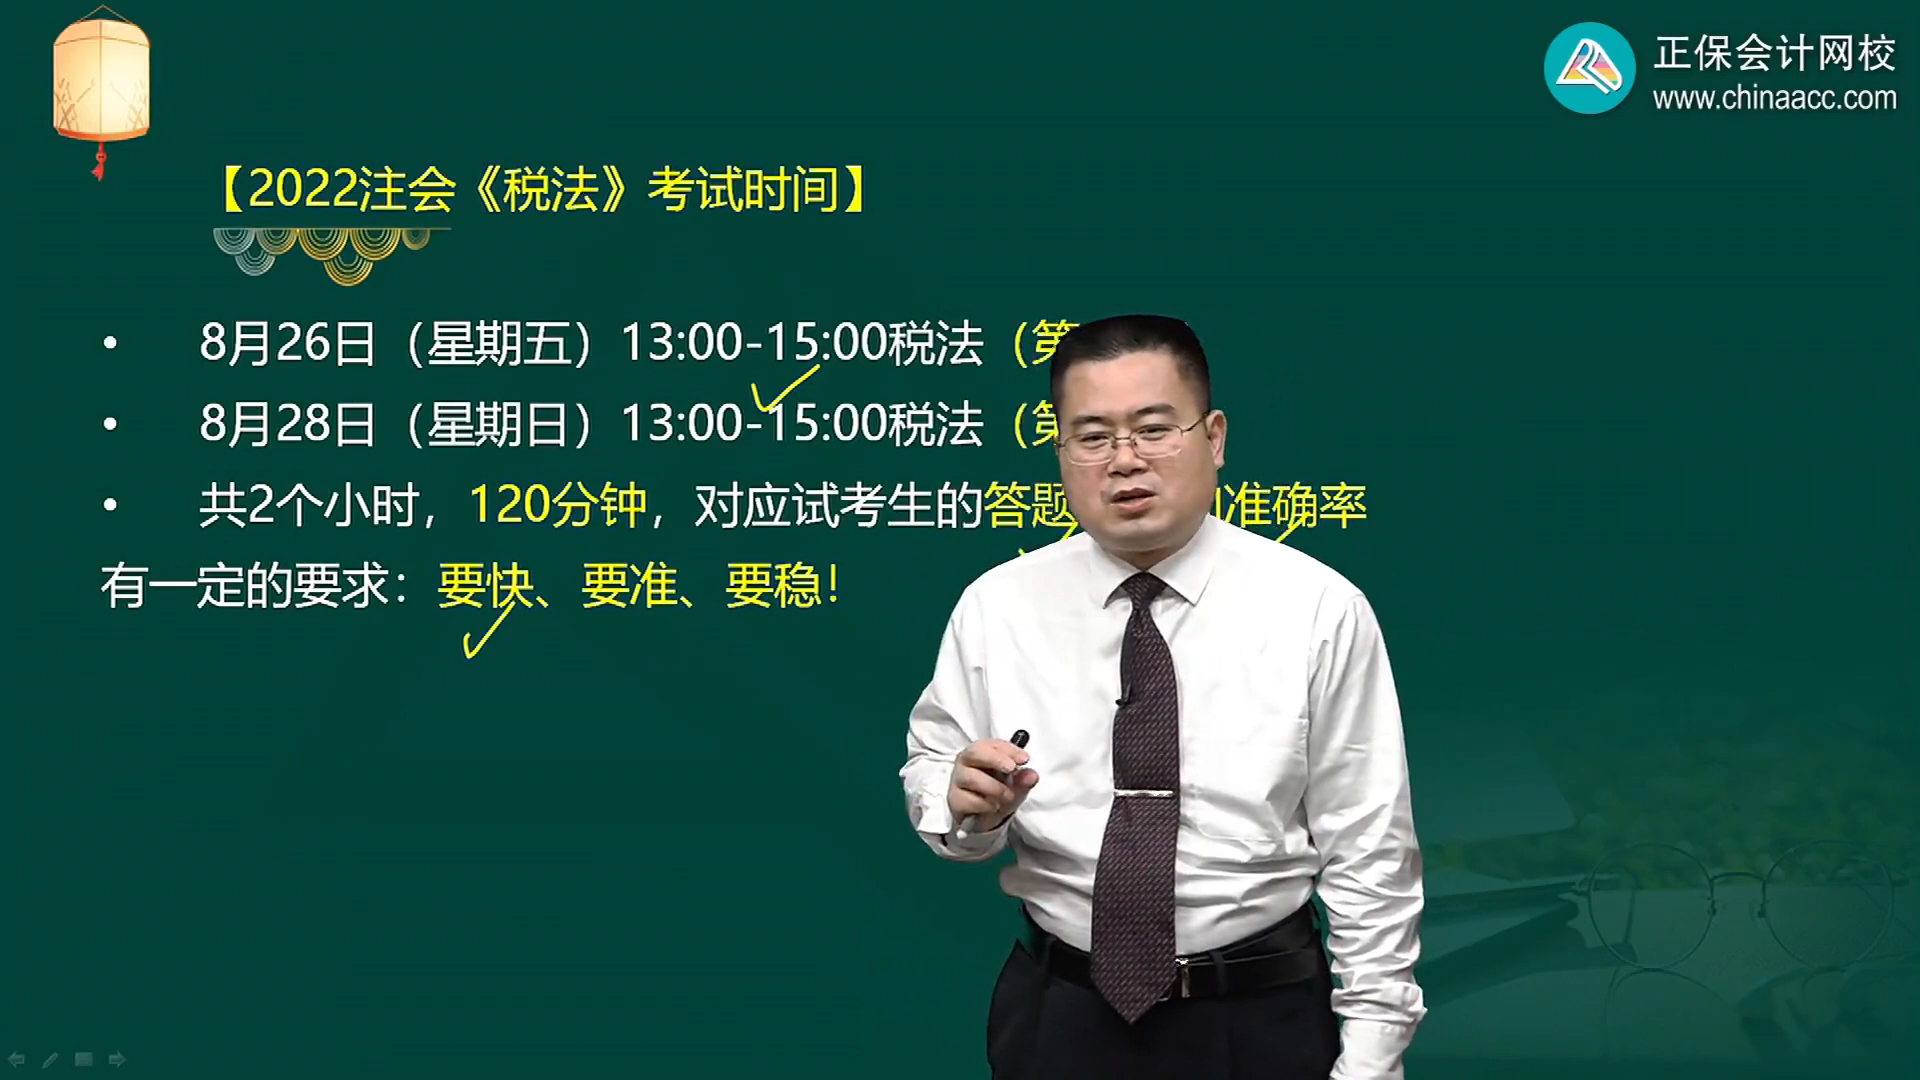 正保会计网校
www.chinaacc.com
【2022注会《税法》考试时间】
• 8月26日（星期五）13:00-15:00税法（第
• 8月28日（星期日）13:00-15:00税法（第
• 共2个小时，120分钟，对应试考生的答题 准确率
有一定的要求：要快、要准、要稳！